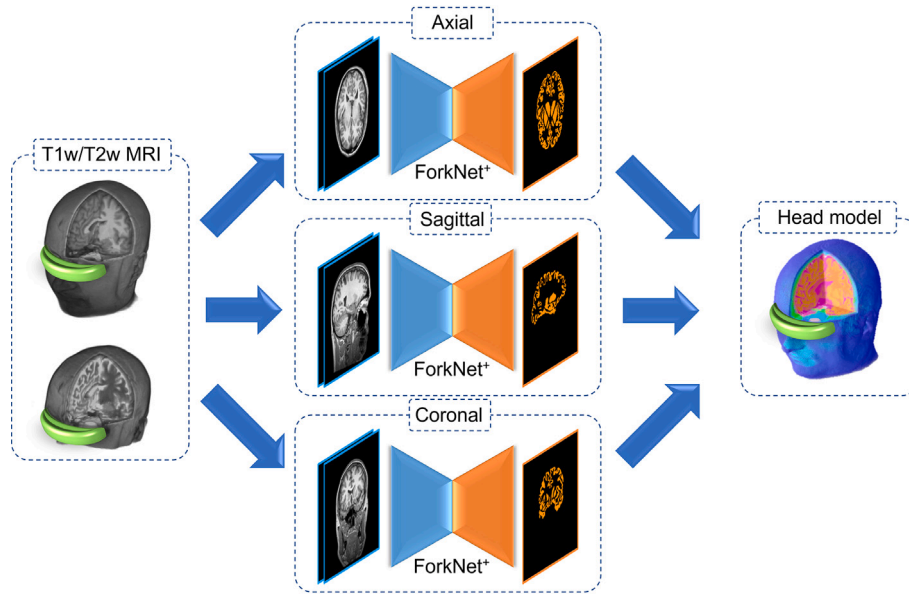 Axial
T1w/T2w MRI
ForkNet⁺
Sagittal
Head model
ForkNet⁺
Coronal
ForkNet⁺